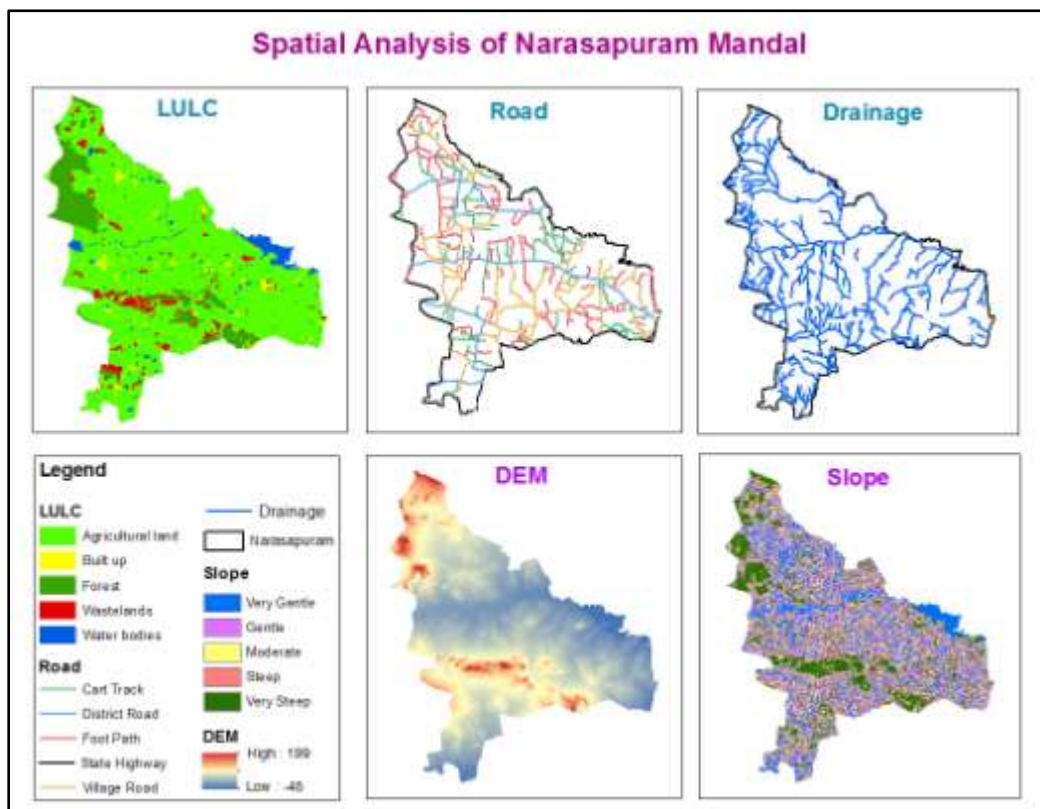 Spatial Analysis of Narasapuram Mandal
LULC
Road
Drainage
Legend
LULC
Agricultural land
Built up
Forest
Wastelands
Water bodies
Road
Cart Track
District Road
Foot Path
State Highway
Village Road
Drainage
Narasapuram
Slope
Very Gentle
Gentle
Moderate
Steep
Very Steep
DEM
High : 199
Low : -48
DEM
Slope